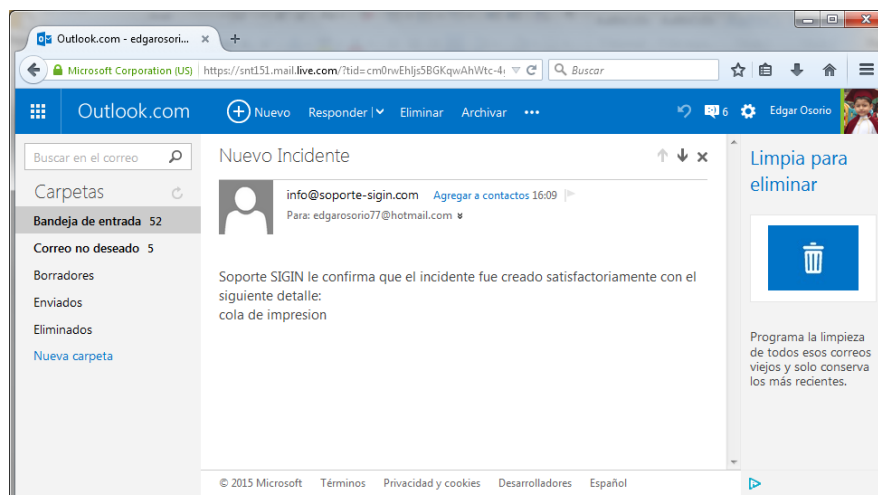 Outlook.com - edgarosori...
Microsoft Corporation (US)
https://snt151.mail.live.com/?tid=cm0rwEhIjs5BGKqwAhWtc-4
Buscar
Outlook.com
Nuevo
Responder
Eliminar
Archivar
6
Edgar Osorio
Buscar en el correo
Carpetas
Bandeja de entrada 52
Correo no deseado 5
Borradores
Enviados
Eliminados
Nueva carpeta
Nuevo Incidente
info@soporte-sigin.com Agregar a contactos 16:09
Para: edgarosorio77@hotmail.com
Soporte SIGIN le confirma que el incidente fue creado satisfactoriamente con el
siguiente detalle:
cola de impresion
Limpia para
eliminar
Programa la limpieza
de todos esos correos
viejos y solo conserva
los más recientes.
© 2015 Microsoft Términos Privacidad y cookies Desarrolladores Español